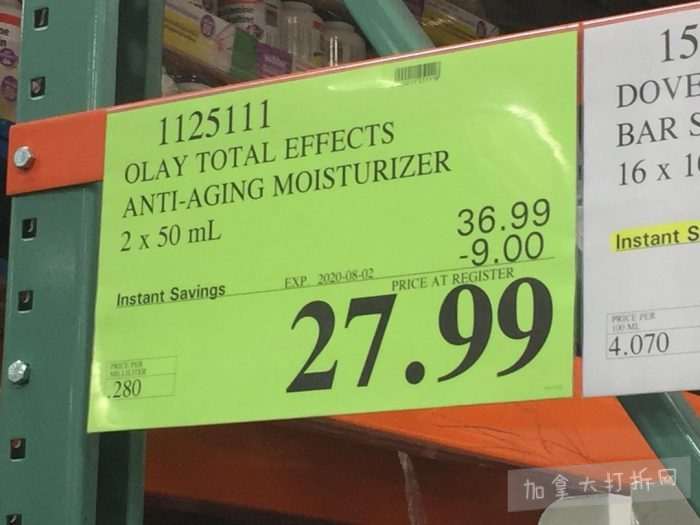 1125111
OLAY TOTAL EFFECTS
ANTI-AGING MOISTURIZER
2 x 50 mL
36.99
-9.00
Instant Savings
EXP 2020-08-02
PRICE AT REGISTER
27.99
PRICE PER
MILLILITER
.280
15
DOVE
BAR S
16 x 1
Instant S
PRICE PER
100 ML
4.070
加拿大打折网